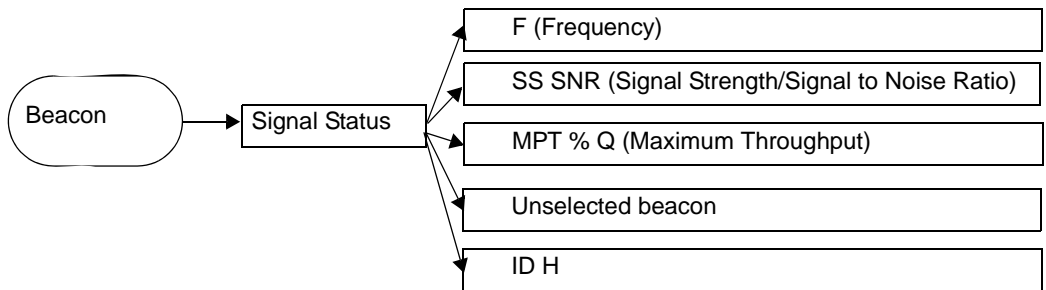 F (Frequency)
SS SNR (Signal Strength/Signal to Noise Ratio)
Beacon
Signal Status
MPT % Q (Maximum Throughput)
Unselected beacon
ID H